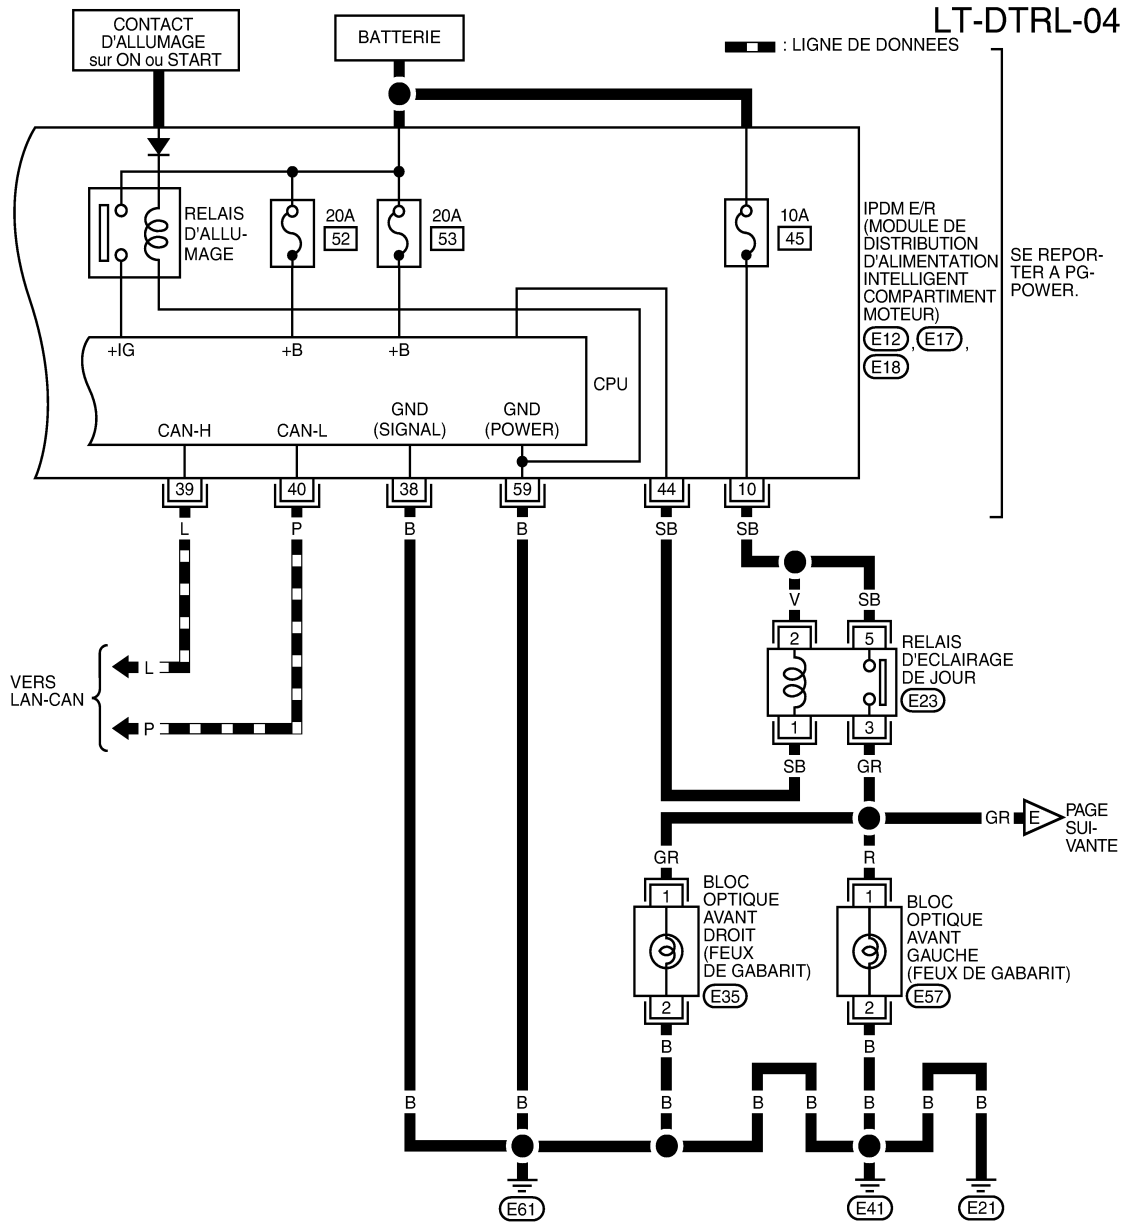 LT-DTRL-04
CONTACT
D'ALLUMAGE
sur ON ou START
BATTERIE
: LIGNE DE DONNEES
RELAIS
D'ALLU-
MAGE
20A
52
20A
53
10A
45
IPDM E/R
(MODULE DE
DISTRIBUTION
D'ALIMENTATION
INTELLIGENT
COMPARTIMENT
MOTEUR)
E12 , E17 ,
E18
SE REPOR-
TER A PG-
POWER.
+IG
+B
+B
CPU
CAN-H
CAN-L
GND
(SIGNAL)
GND
(POWER)
39
40
38
59
44
10
L
P
B
B
SB
SB
V
SB
2
5
RELAIS
D'ECLAIRAGE
DE JOUR
E23
1
3
SB
GR
VERS
LAN-CAN
L
P
GR
E
PAGE
SUI-
VANTE
GR
R
1
BLOC
OPTIQUE
AVANT
DROIT
(FEUX
DE GABARIT)
E35
2
1
BLOC
OPTIQUE
AVANT
GAUCHE
(FEUX DE GABARIT)
E57
2
B
B
B
B
B
B
B
B
B
B
E61
E41
E21